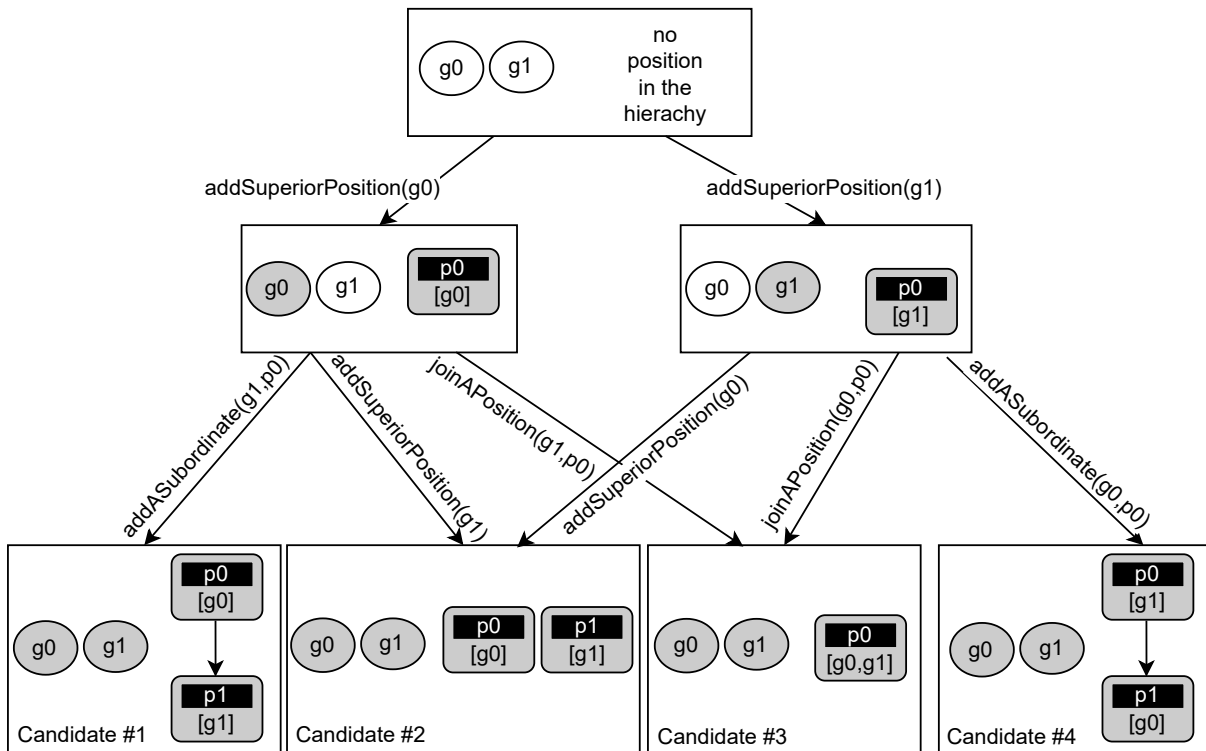 g0
g1
no
position
in the
hierachy
addSuperiorPosition(g0)
addSuperiorPosition(g1)
g0
g1
p0
[g0]
g0
g1
p0
[g1]
addASubordinate(g1,p0)
addSuperiorPosition(g1)
joinAPosition(g1,p0)
addSuperiorPosition(g0)
joinAPosition(g0,p0)
addASubordinate(g0,p0)
g0
g1
p0
[g0]
p1
[g1]
Candidate #1
g0
g1
p0
[g0]
p1
[g1]
Candidate #2
g0
g1
p0
[g0,g1]
Candidate #3
g0
g1
p0
[g1]
p1
[g0]
Candidate #4